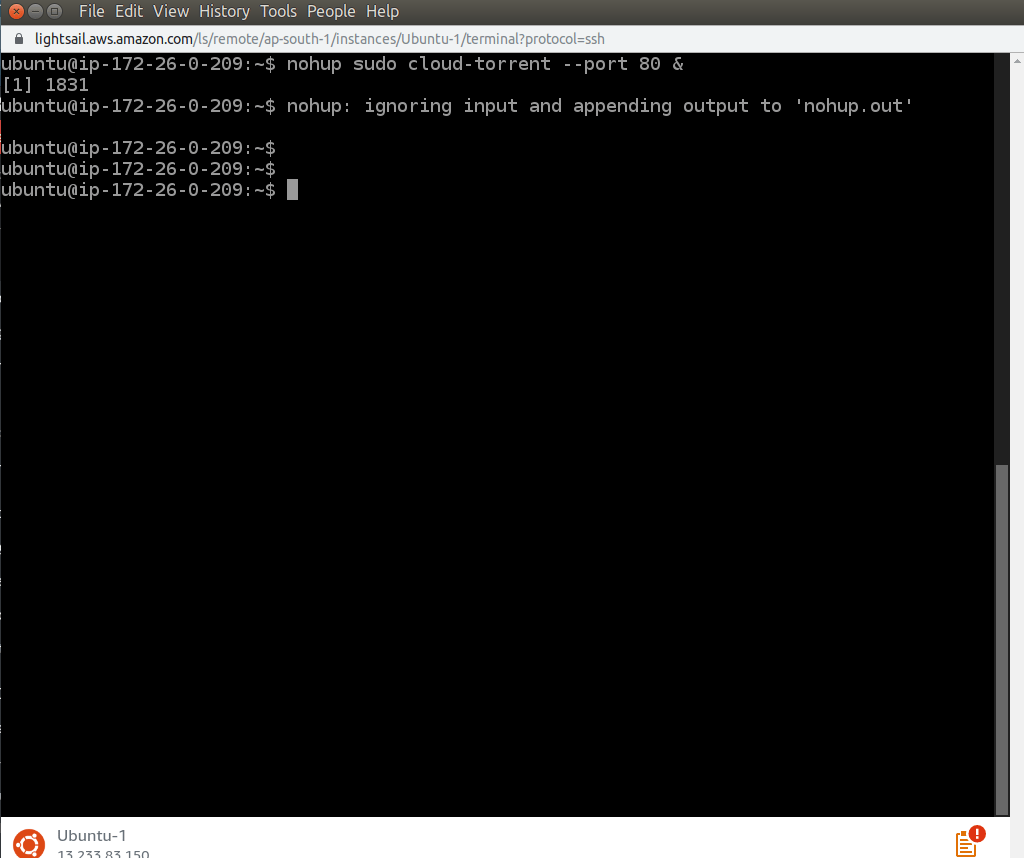 File Edit View History Tools People Help
lightsail.aws.amazon.com/ls/remote/ap-south-1/instances/Ubuntu-1/terminal?protocol=ssh
ubuntu@ip-172-26-0-209:~$ nohup sudo cloud-torrent --port 80 &
[1] 1831
ubuntu@ip-172-26-0-209:~$ nohup: ignoring input and appending output to 'nohup.out'
ubuntu@ip-172-26-0-209:~$
ubuntu@ip-172-26-0-209:~$
ubuntu@ip-172-26-0-209:~$
Ubuntu-1
13.233.83.150